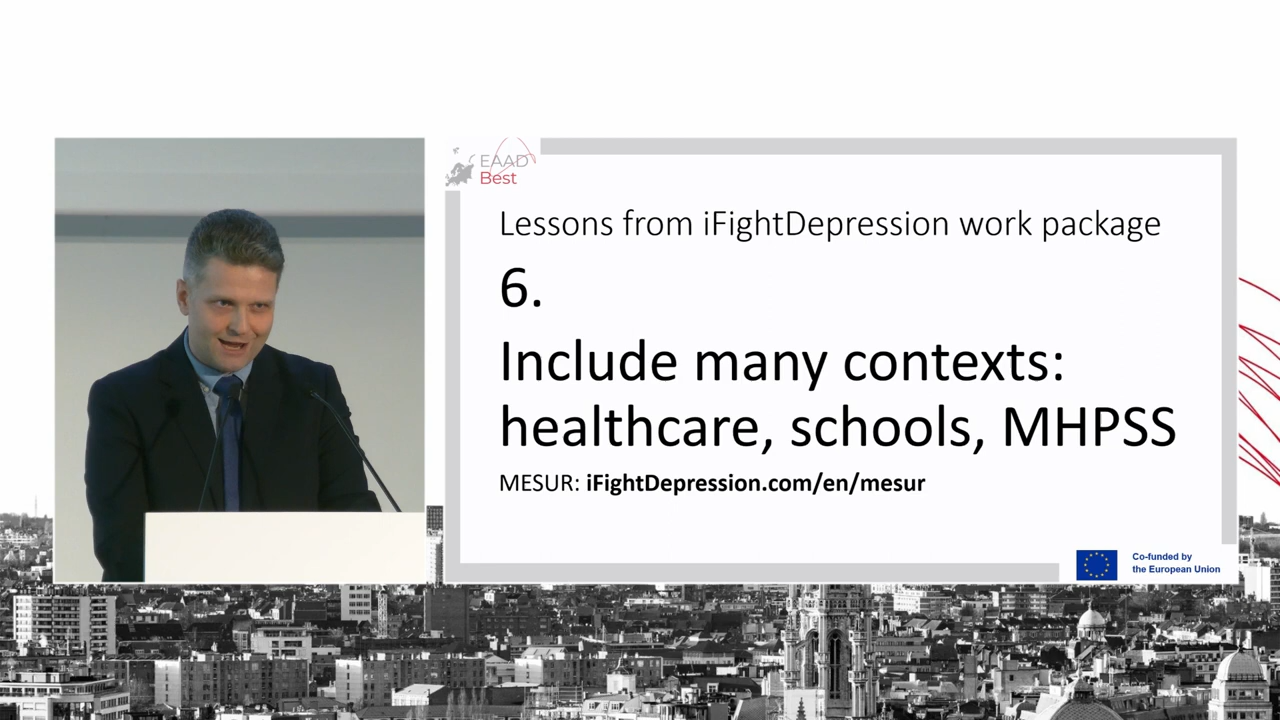 EAAD
Best
Lessons from iFightDepression work package
6.
Include many contexts:
healthcare, schools, MHPSS
MESUR: iFightDepression.com/en/mesur
Co-funded by
the European Union